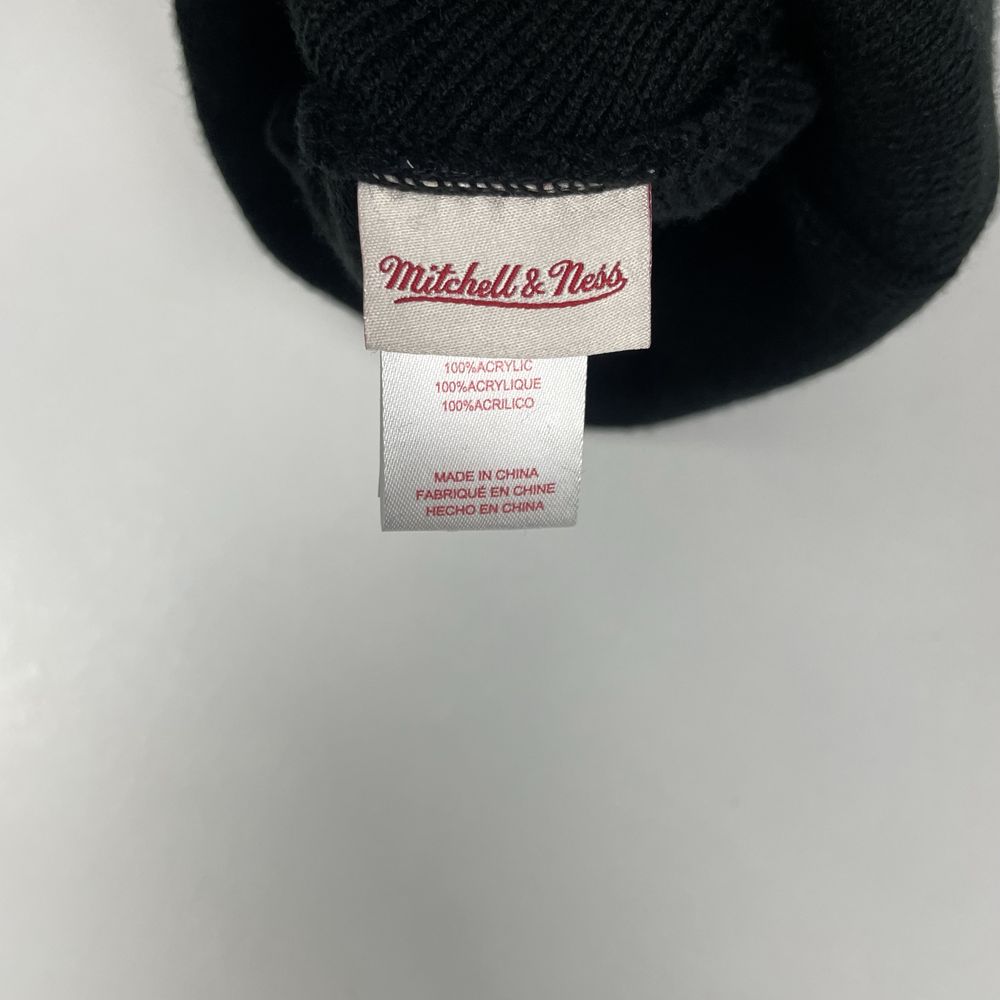 Mitchell & Ness
100%ACRYLIC
100%ACRYLIQUE
100%ACRILICO
MADE IN CHINA
FABRIQUÉ EN CHINE
HECHO EN CHINA